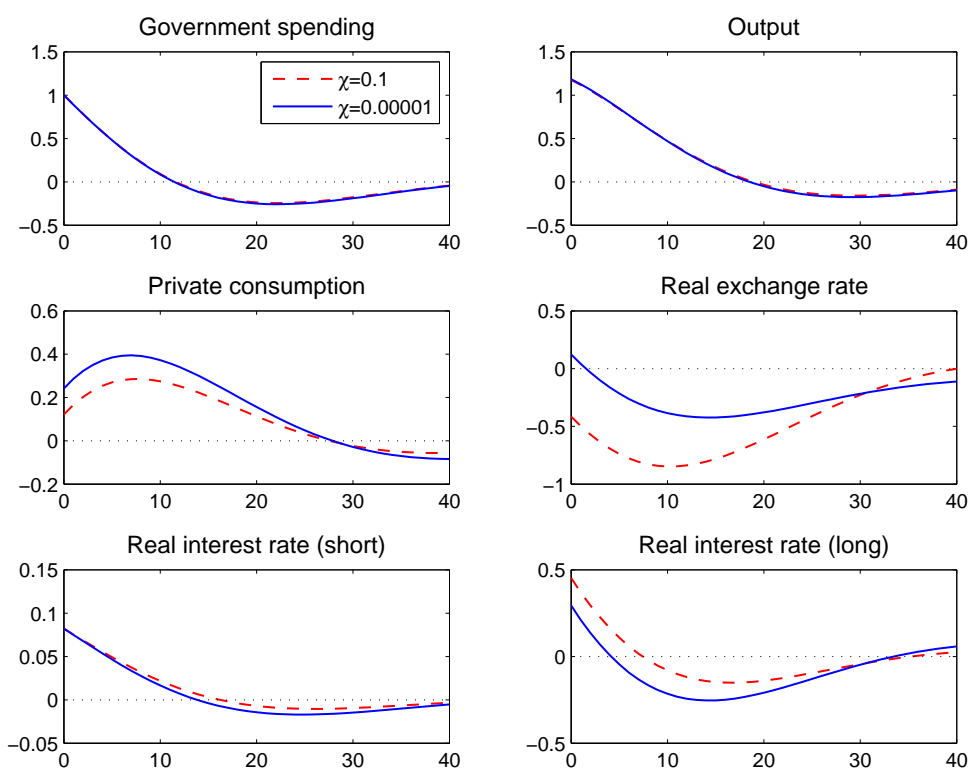 Government spending
1.5
1
0.5
0
−0.5
0 10 20 30 40
χ=0.1
χ=0.00001
Output
1.5
1
0.5
0
−0.5
0 10 20 30 40
Private consumption
0.6
0.4
0.2
0
−0.2
0 10 20 30 40
Real exchange rate
0.5
0
−0.5
−1
0 10 20 30 40
Real interest rate (short)
0.15
0.1
0.05
0
−0.05
0 10 20 30 40
Real interest rate (long)
0.5
0
−0.5
0 10 20 30 40